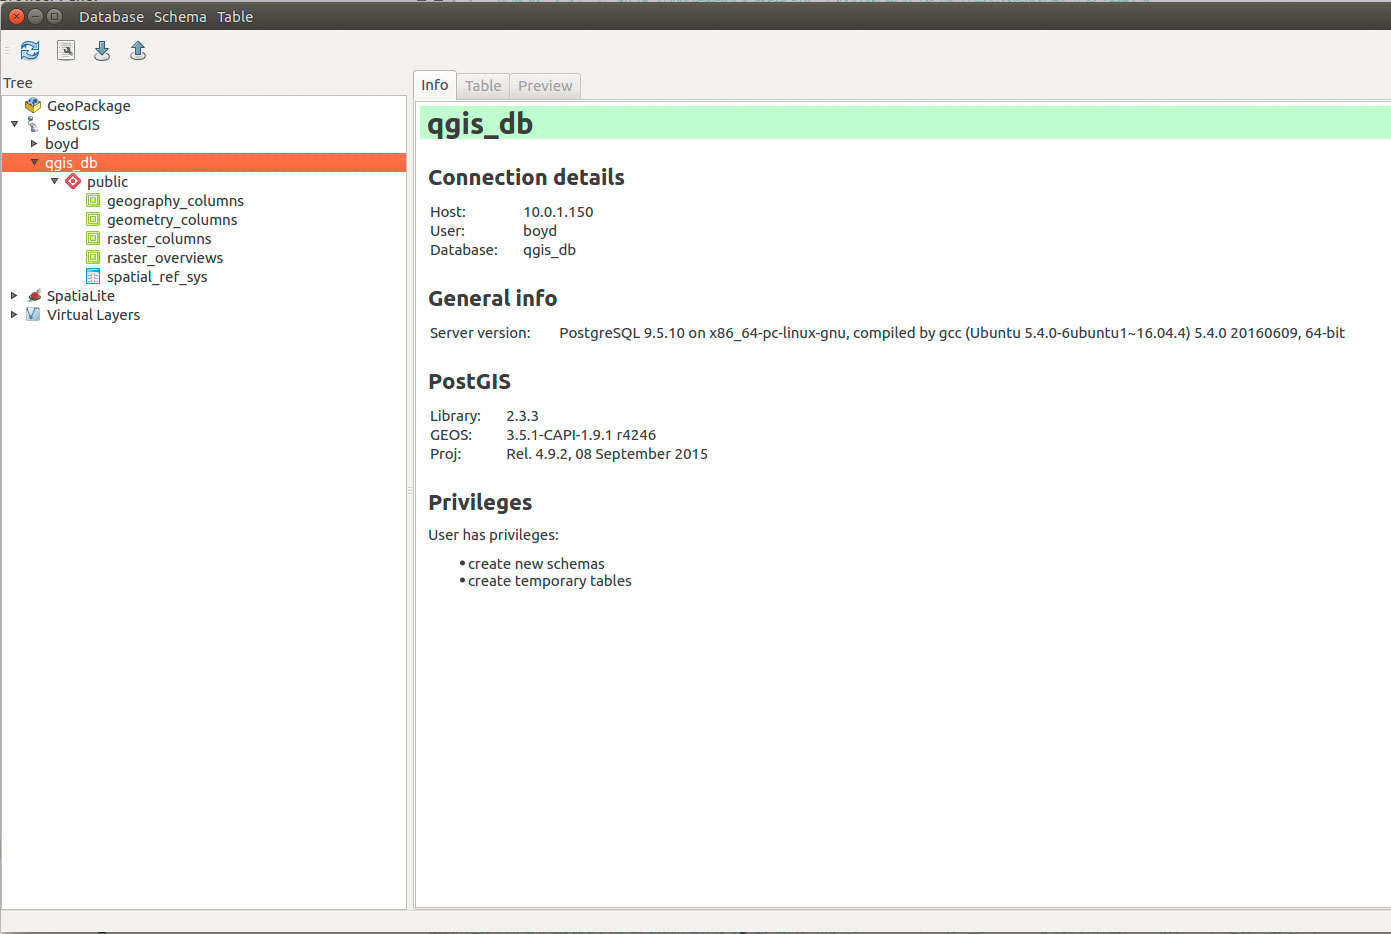 Database Schema Table
Tree
GeoPackage
PostGIS
boyd
qgis_db
public
geography_columns
geometry_columns
raster_columns
raster_overviews
spatial_ref_sys
SpatiaLite
Virtual Layers
Info Table Preview
qgis_db
Connection details
Host: 10.0.1.150
User: boyd
Database: qgis_db
General info
Server version: PostgreSQL 9.5.10 on x86_64-pc-linux-gnu, compiled by gcc (Ubuntu 5.4.0-6ubuntu1~16.04.4) 5.4.0 20160609, 64-bit
PostGIS
Library: 2.3.3
GEOS: 3.5.1-CAPI-1.9.1 r4246
Proj: Rel. 4.9.2, 08 September 2015
Privileges
User has privileges:
• create new schemas
• create temporary tables